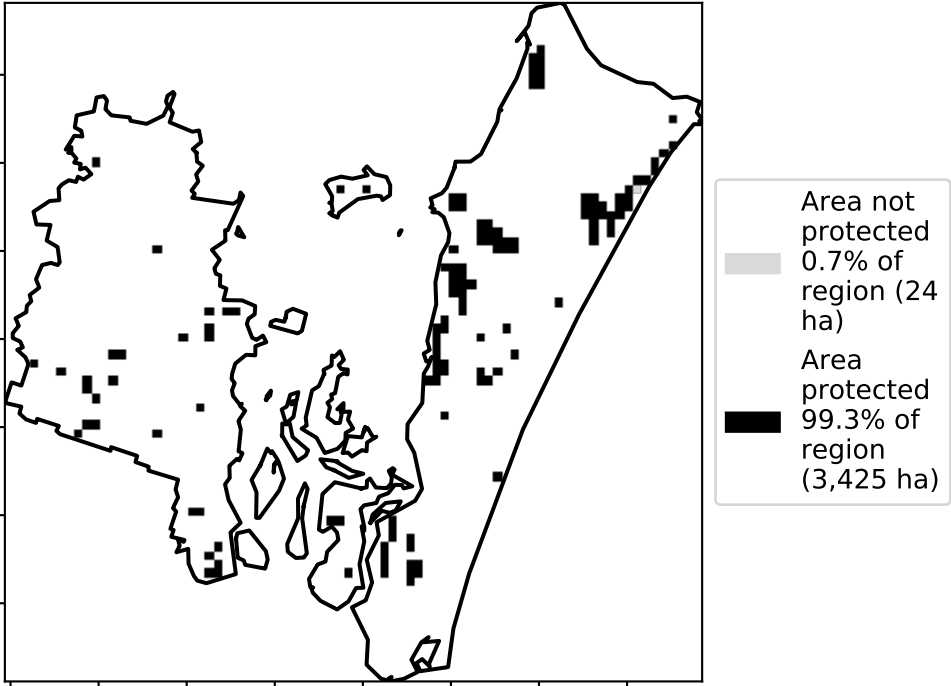 Area not
protected
0.7% of
region (24
ha)
Area
protected
99.3% of
region
(3,425 ha)